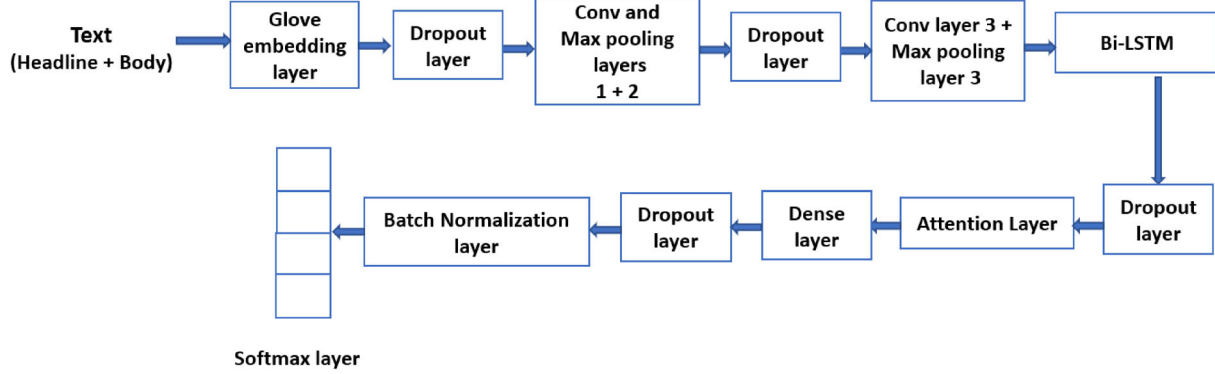 Text
(Headline + Body)
Glove
embedding
layer
Dropout
layer
Conv and
Max pooling
layers
1 + 2
Dropout
layer
Conv layer 3 +
Max pooling
layer 3
Bi-LSTM
Dropout
layer
Attention Layer
Dense
layer
Dropout
layer
Batch Normalization
layer
Softmax layer